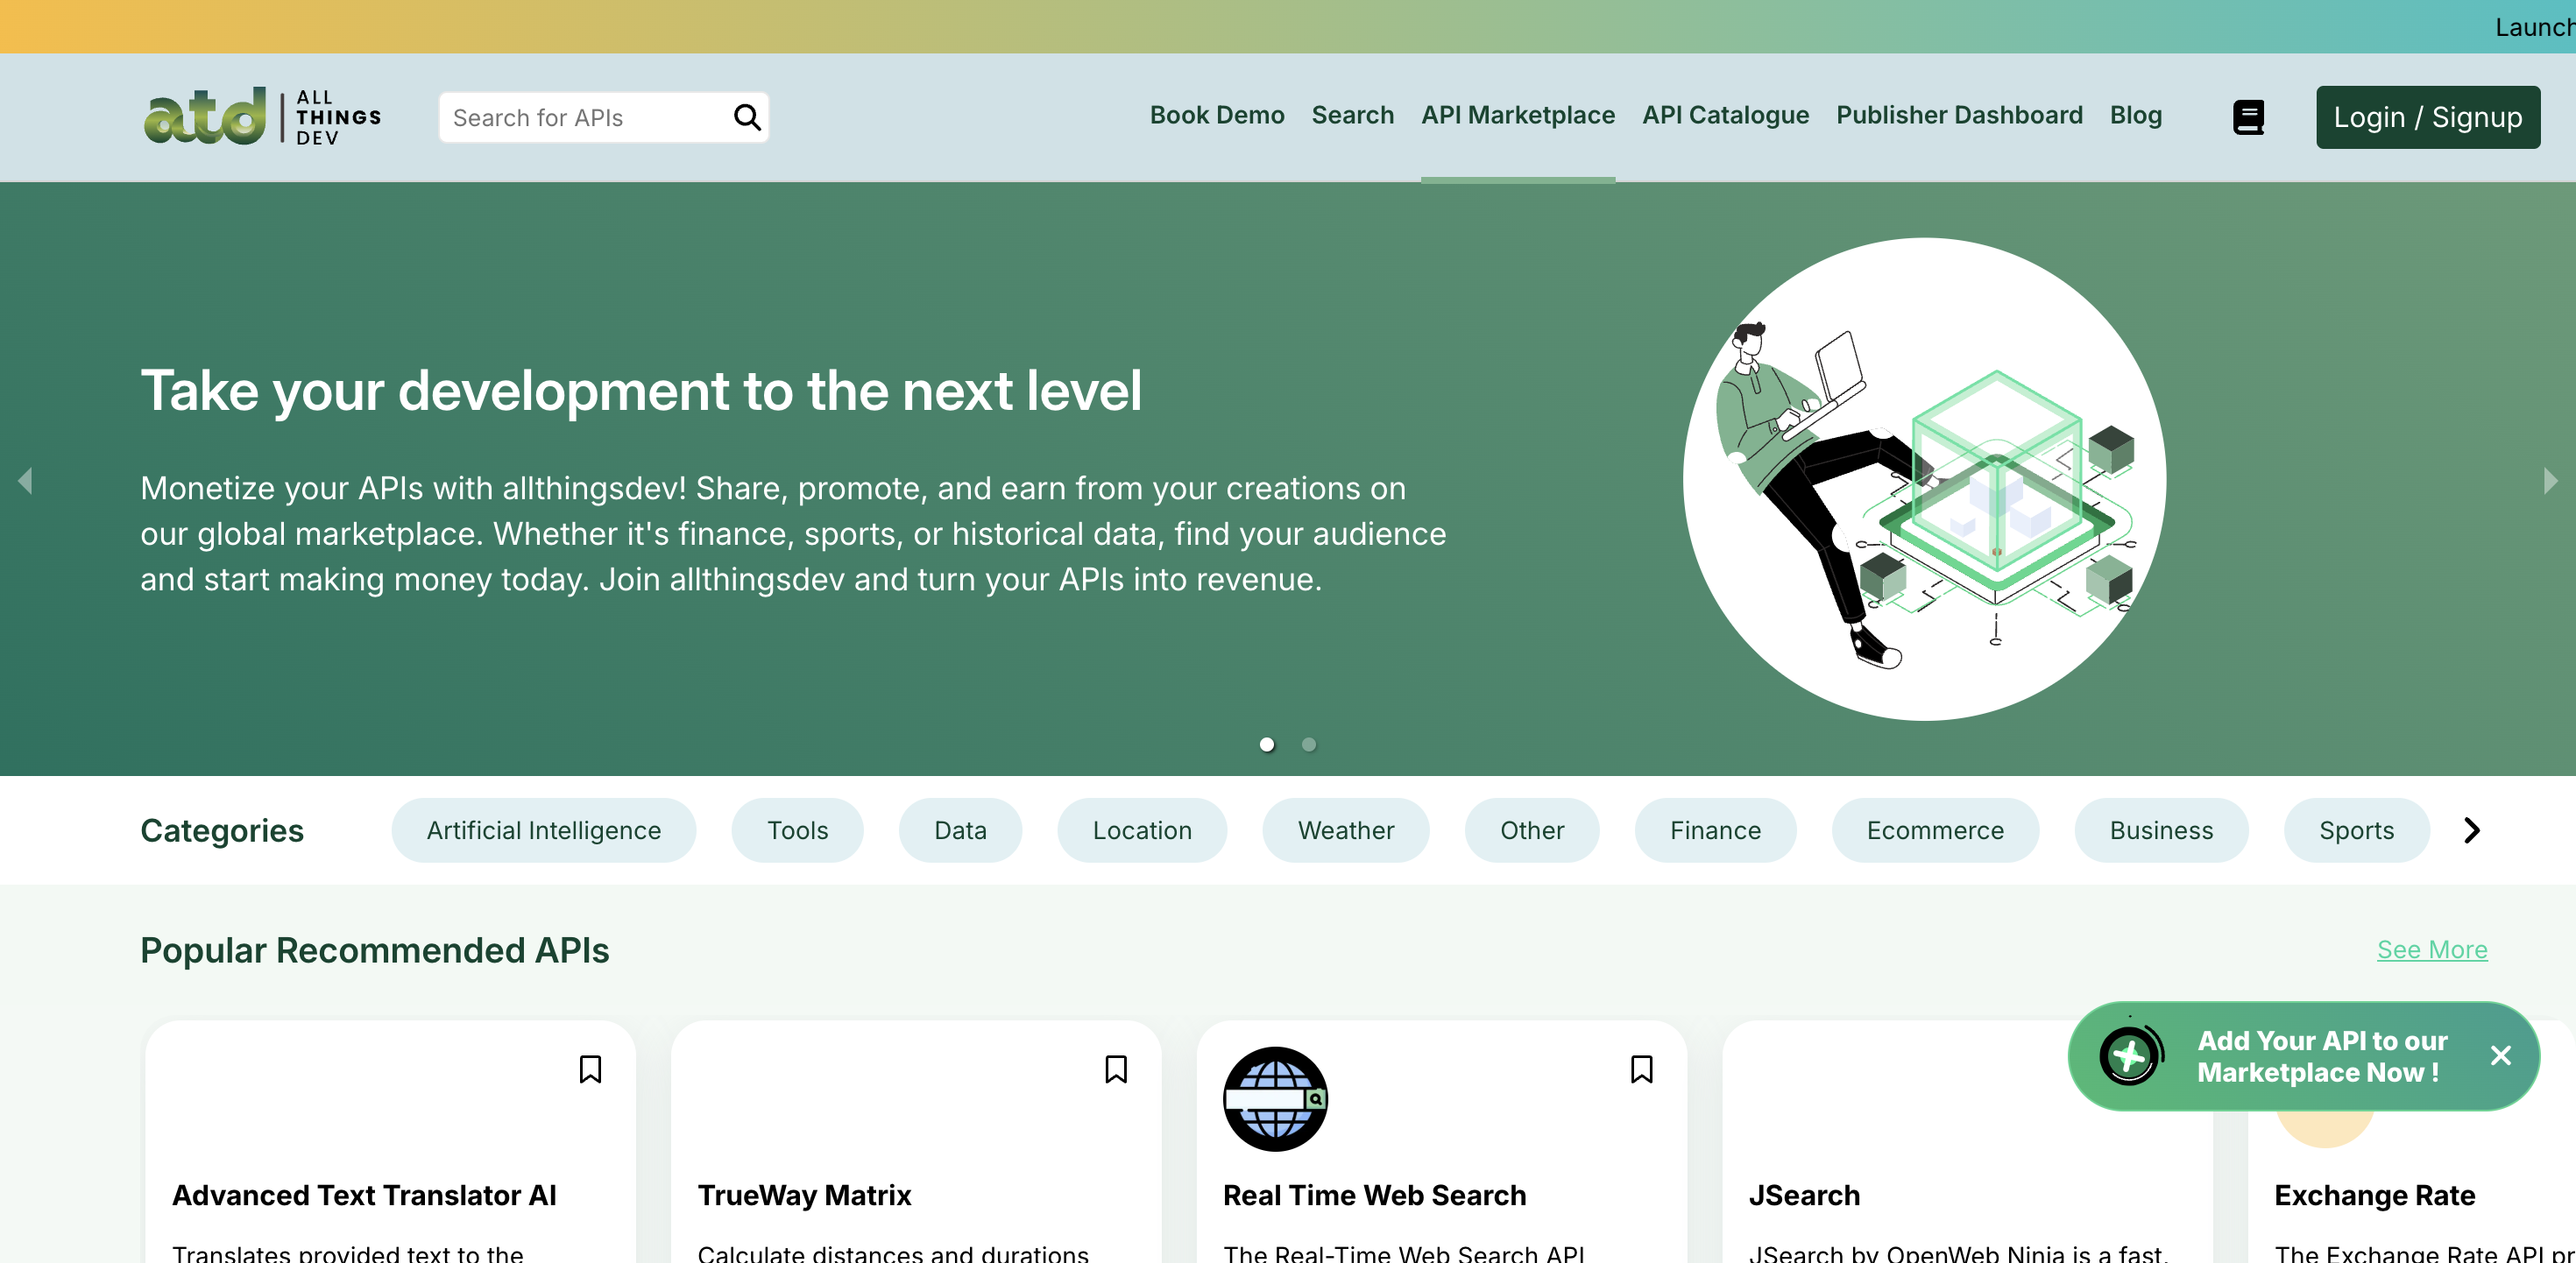 Launch
atd
ALL
THINGS
DEV
Search for APIs
Book Demo
Search
API Marketplace
API Catalogue
Publisher Dashboard
Blog
Login / Signup
Take your development to the next level
Monetize your APIs with allthingsdev! Share, promote, and earn from your creations on
our global marketplace. Whether it's finance, sports, or historical data, find your audience
and start making money today. Join allthingsdev and turn your APIs into revenue.
Categories
Artificial Intelligence
Tools
Data
Location
Weather
Other
Finance
Ecommerce
Business
Sports
Popular Recommended APIs
See More
Add Your API to our
Marketplace Now !
Advanced Text Translator AI
Translates provided text to the
TrueWay Matrix
Calculate distances and durations
Real Time Web Search
The Real-Time Web Search API
JSearch
JSearch by OpenWeb Ninja is a fast,
Exchange Rate
The Exchange Rate API